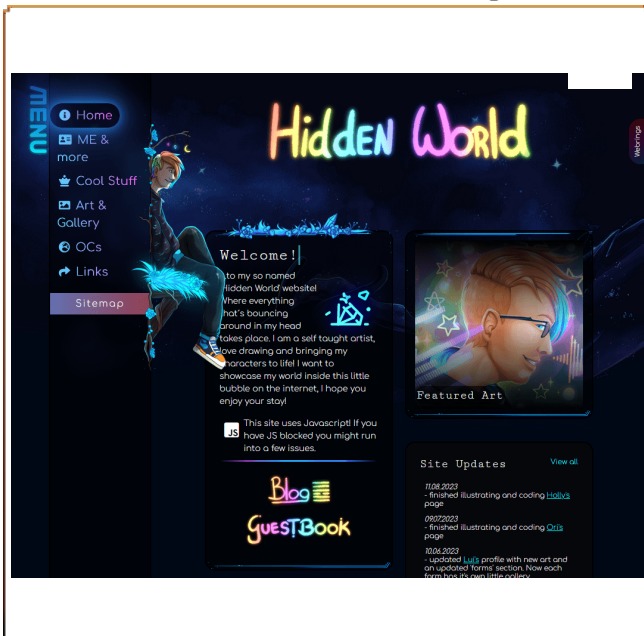 MENU
Home
ME &
more
Cool Stuff
Art &
Gallery
OCs
Links
Sitemap
Hidden World
Webrings
Welcome!
to my so named
'Hidden World' website!
Where everything
that's bouncing
around in my head
takes place. I am a self taught artist,
love drawing and bringing my
characters to life! I want to
showcase my world inside this little
bubble on the internet, I hope you
enjoy your stay!
JS
This site uses Javascript! If you
have JS blocked you might run
into a few issues.
Blog
GUESTBOOK
Featured Art
Site Updates
View all
11.08.2023
- finished illustrating and coding Holly's
page
09.07.2023
- finished illustrating and coding Ori's
page
10.06.2023
- updated Lui's profile with new art and
an updated 'forms' section. Now each
form has it's own little gallery